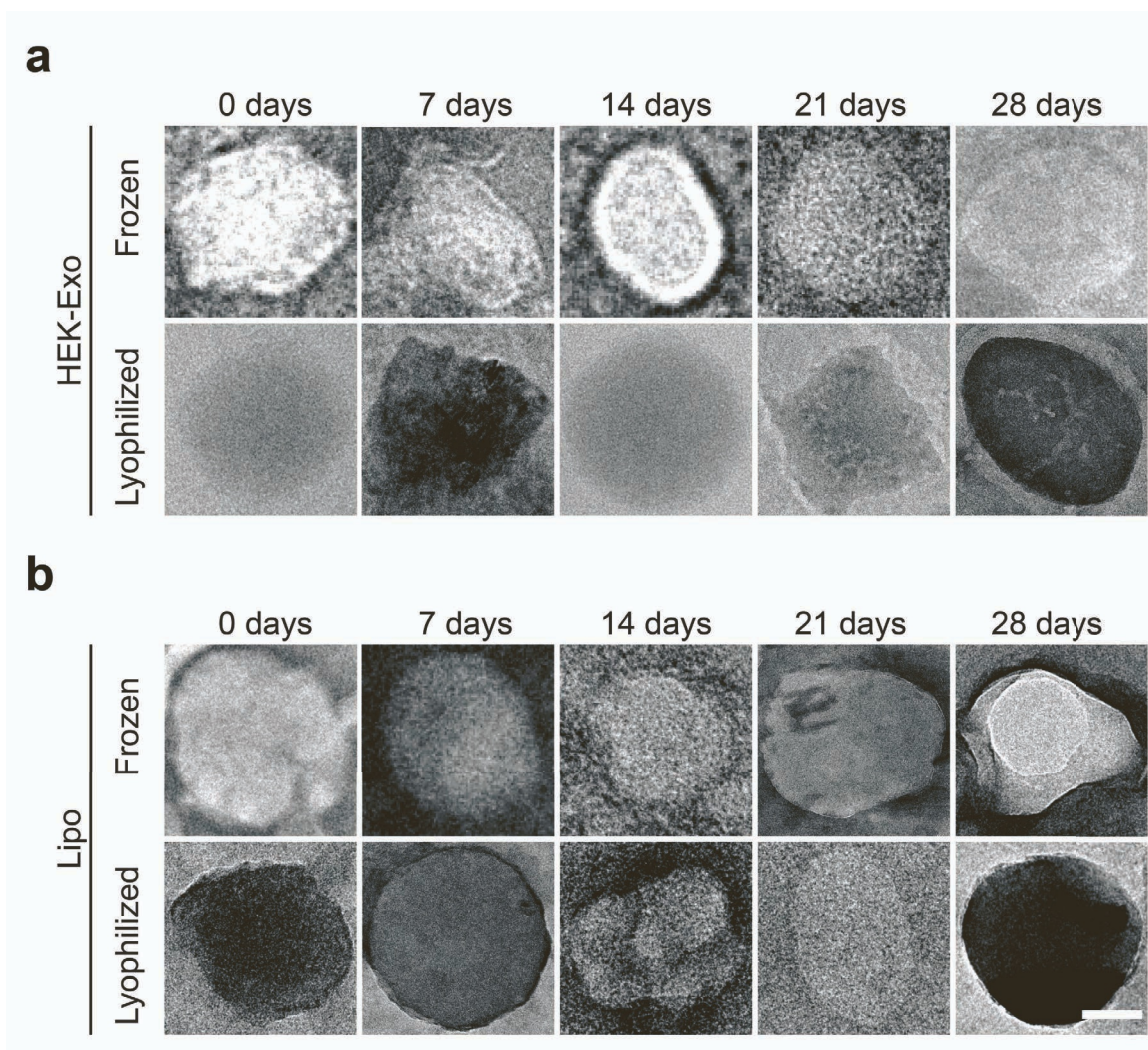 a
0 days 7 days 14 days 21 days 28 days
HEK-Exo
Frozen
Lyophilized
b
0 days 7 days 14 days 21 days 28 days
Lipo
Frozen
Lyophilized